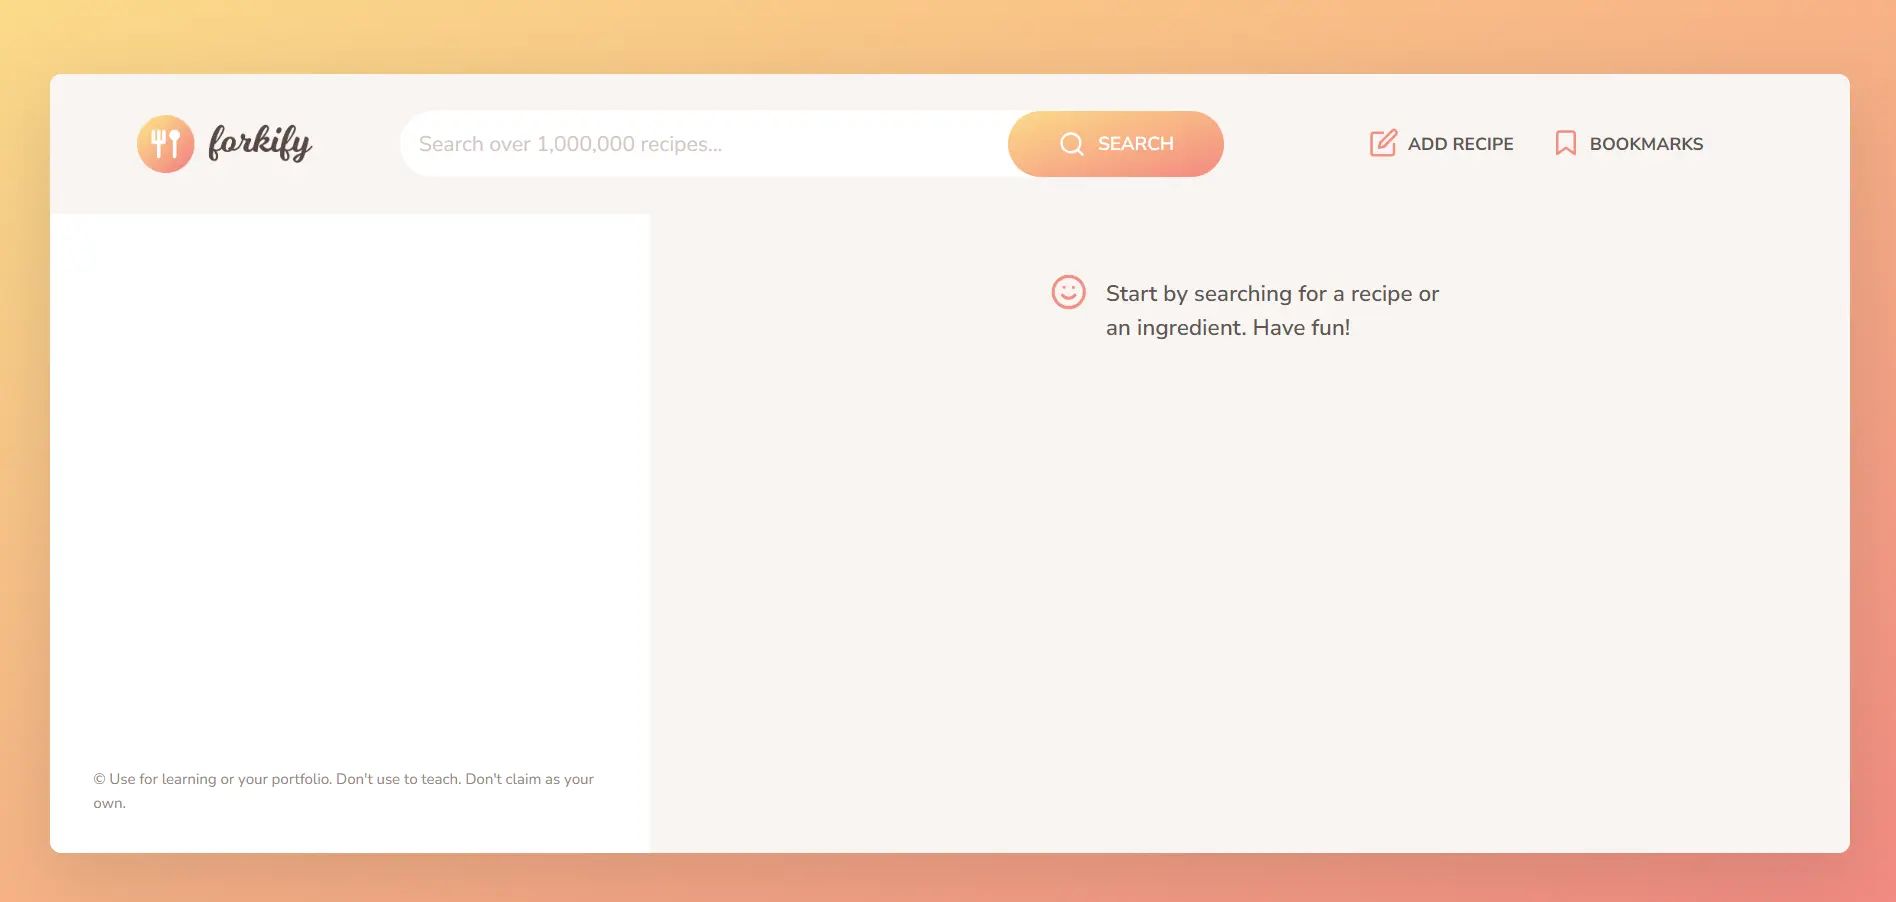 forkify
Search over 1,000,000 recipes...
SEARCH
ADD RECIPE
BOOKMARKS
Start by searching for a recipe or
an ingredient. Have fun!
© Use for learning or your portfolio. Don't use to teach. Don't claim as your
own.